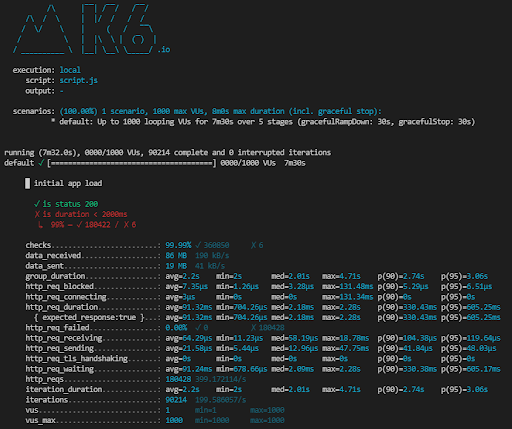 .io
execution: local
script: script.js
output: -
scenarios: (100.00%) 1 scenario, 1000 max VUs, 8m0s max duration (incl. graceful stop):
* default: Up to 1000 looping VUs for 7m30s over 5 stages (gracefulRampDown: 30s, gracefulStop: 30s)
running (7m32.0s), 0000/1000 VUs, 90214 complete and 0 interrupted iterations
default ✓ [======================================] 0000/1000 VUs  7m30s
█ initial app load
✓ is status 200
✗ is duration < 2000ms
↳  99% — ✓ 180422 / ✗ 6
checks.........................: 99.99% ✓ 360850 ✗ 6
data_received..................: 86 MB  190 kB/s
data_sent......................: 19 MB  41 kB/s
group_duration.................: avg=2.2s min=2s med=2.01s max=4.71s p(90)=2.74s p(95)=3.06s
http_req_blocked...............: avg=7.35µs min=1.26µs med=3.28µs max=131.48ms p(90)=5.29µs p(95)=6.51µs
http_req_connecting............: avg=3µs min=0s med=0s max=131.34ms p(90)=0s p(95)=0s
http_req_duration..............: avg=91.32ms min=704.26µs med=2.18ms max=2.28s p(90)=330.43ms p(95)=605.25ms
{ expected_response:true }...: avg=91.32ms min=704.26µs med=2.18ms max=2.28s p(90)=330.43ms p(95)=605.25ms
http_req_failed................: 0.00% ✓ 0 ✗ 180428
http_req_receiving.............: avg=64.29µs min=11.23µs med=58.19µs max=18.78ms p(90)=104.38µs p(95)=119.64µs
http_req_sending...............: avg=21.58µs min=5.44µs med=12.96µs max=47.75ms p(90)=41.84µs p(95)=48.03µs
http_req_tls_handshaking.......: avg=0s min=0s med=0s max=0s p(90)=0s p(95)=0s
http_req_waiting...............: avg=91.24ms min=678.66µs med=2.09ms max=2.28s p(90)=330.38ms p(95)=605.17ms
http_reqs......................: 180428 399.172114/s
iteration_duration.............: avg=2.2s min=2s med=2.01s max=4.71s p(90)=2.74s p(95)=3.06s
iterations.....................: 90214 199.586057/s
vus............................: 1 min=1 max=1000
vus_max........................: 1000 min=1000 max=1000